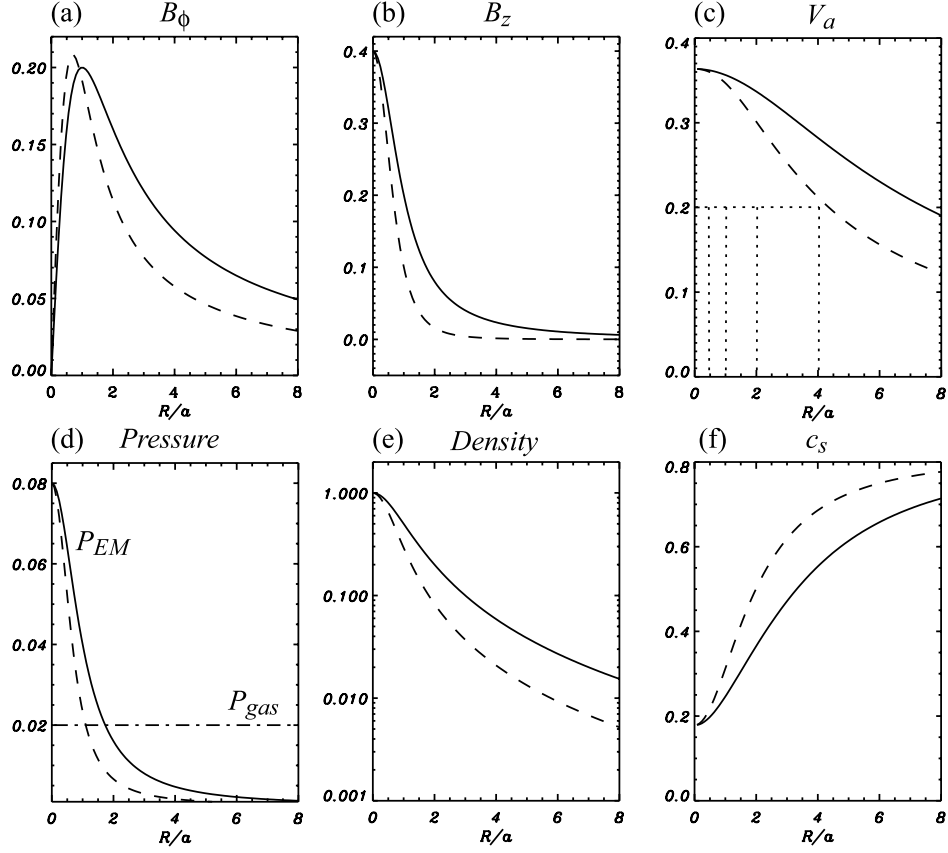 (a) Bϕ
0.20
0.15
0.10
0.05
0.00
0 2 4 6 8
R/a
(b) Bz
0.4
0.3
0.2
0.1
0.0
0 2 4 6 8
R/a
(c) Va
0.4
0.3
0.2
0.1
0.0
0 2 4 6 8
R/a
(d) Pressure
0.08
PEM
0.06
0.04
Pgas
0.02
0 2 4 6 8
R/a
(e) Density
1.000
0.100
0.010
0.001
0 2 4 6 8
R/a
(f) cs
0.8
0.6
0.4
0.2
0.0
0 2 4 6 8
R/a